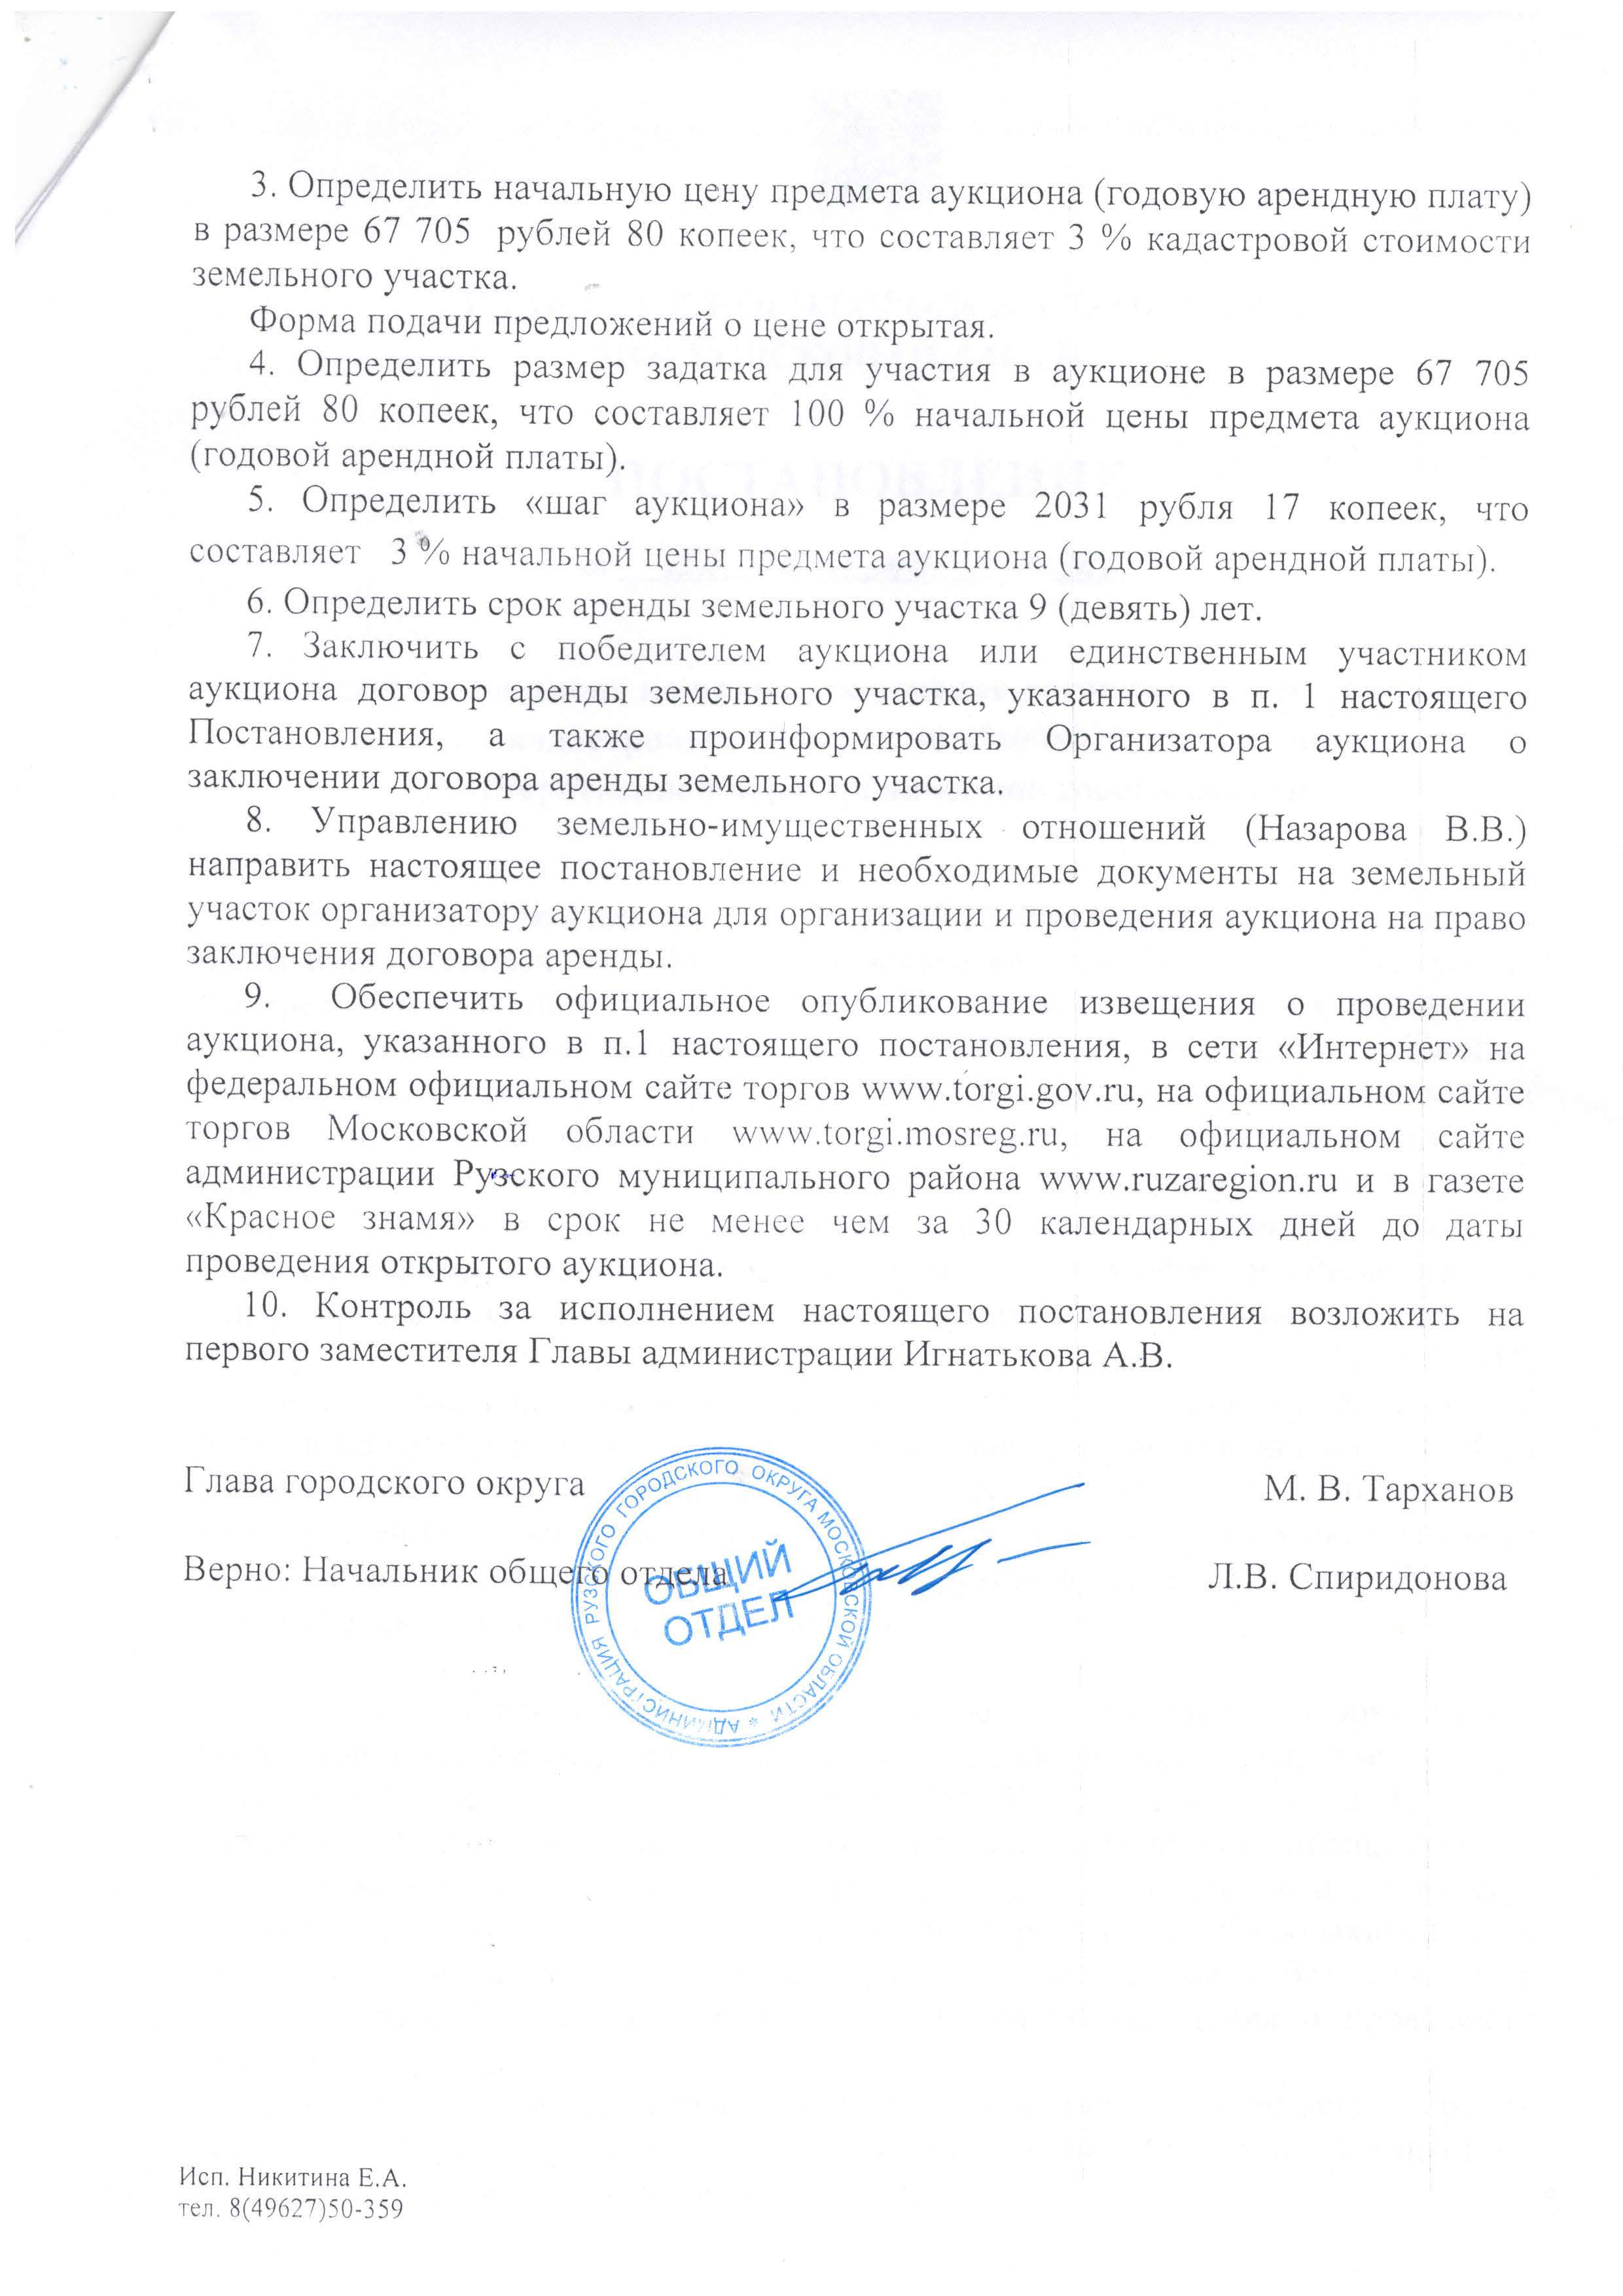 3. Определить начальную цену предмета аукциона (годовую арендную плату)
в размере 67 705 рублей 80 копеек, что составляет 3 % кадастровой стоимости
земельного участка.
Форма подачи предложений о цене открытая.
4. Определить размер задатка для участия в аукционе в размере 67 705
рублей 80 копеек, что составляет 100 % начальной цены предмета аукциона
(годовой арендной платы).
5. Определить «шаг аукциона» в размере 2031 рубля 17 копеек, что
составляет 3 % начальной цены предмета аукциона (годовой арендной платы).
6. Определить срок аренды земельного участка 9 (девять) лет.
7. Заключить с победителем аукциона или единственным участником
аукциона договор аренды земельного участка, указанного в п. 1 настоящего
Постановления, а также проинформировать Организатора аукциона о
заключении договора аренды земельного участка.
8. Управлению земельно-имущественных отношений (Назарова В.В.)
направить настоящее постановление и необходимые документы на земельный
участок организатору аукциона для организации и проведения аукциона на право
заключения договора аренды.
9. Обеспечить официальное опубликование извещения о проведении
аукциона, указанного в п.1 настоящего постановления, в сети «Интернет» на
федеральном официальном сайте торгов www.torgi.gov.ru, на официальном сайте
торгов Московской области www.torgi.mosreg.ru, на официальном сайте
администрации Рузского муниципального района www.ruzaregion.ru и в газете
«Красное знамя» в срок не менее чем за 30 календарных дней до даты
проведения открытого аукциона.
10. Контроль за исполнением настоящего постановления возложить на
первого заместителя Главы администрации Игнатькова А.В.
Глава городского округа М. В. Тарханов
Верно: Начальник общего отдела Л.В. Спиридонова
АДМИНИСТРАЦИЯ РУЗСКОГО ГОРОДСКОГО ОКРУГА МОСКОВСКОЙ ОБЛАСТИ *
ОБЩИЙ
ОТДЕЛ
Исп. Никитина Е.А.
тел. 8(49627)50-359